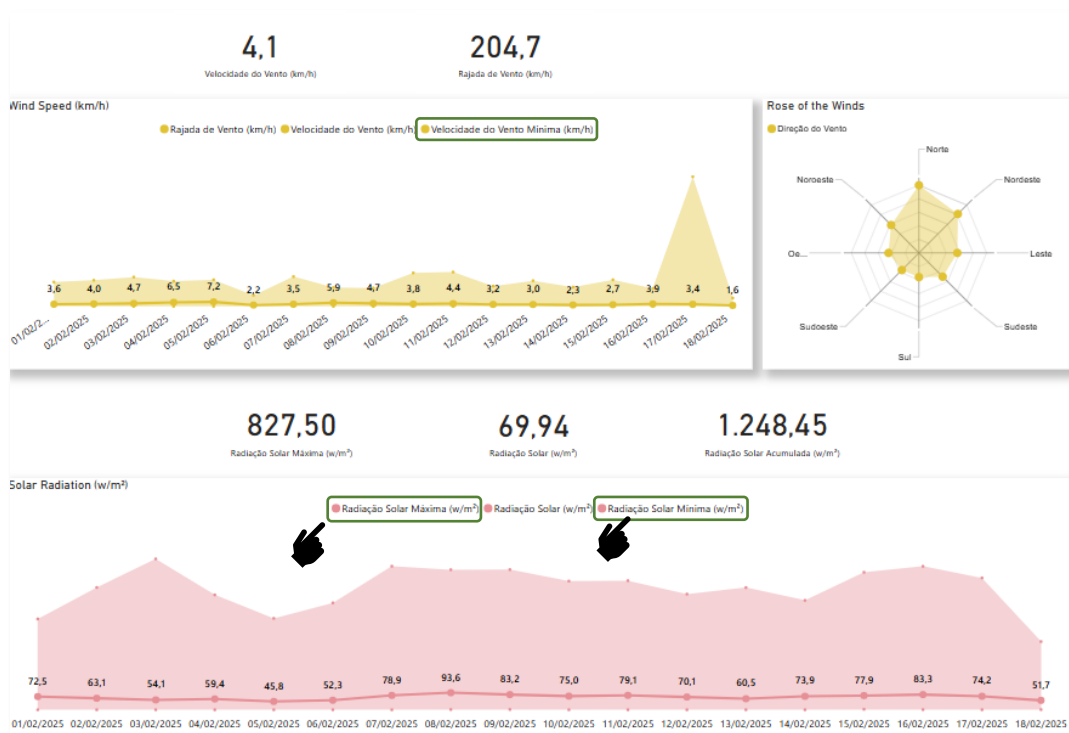 4,1 204,7
Velocidade do Vento (km/h) Rajada de Vento (km/h)
Wind Speed (km/h)
Rajada de Vento (km/h) Velocidade do Vento (km/h) Velocidade do Vento Mínima (km/h)
3,6 4,0 4,7 6,5 7,2 2,2 3,5 5,9 4,7 3,8 4,4 3,2 3,0 2,3 2,7 3,9 3,4 1,6
01/02/2... 02/02/2025 03/02/2025 04/02/2025 05/02/2025 06/02/2025 07/02/2025 08/02/2025 09/02/2025 10/02/2025 11/02/2025 12/02/2025 13/02/2025 14/02/2025 15/02/2025 16/02/2025 17/02/2025 18/02/2025
Rose of the Winds
Direção do Vento
Norte
Noroeste Nordeste
Oe... Leste
Sudoeste Sudeste
Sul
827,50 69,94 1.248,45
Radiação Solar Máxima (w/m²) Radiação Solar (w/m²) Radiação Solar Acumulada (w/m²)
Solar Radiation (w/m²)
Radiação Solar Máxima (w/m²) Radiação Solar (w/m²) Radiação Solar Mínima (w/m²)
72,5 63,1 54,1 59,4 45,8 52,3 78,9 93,6 83,2 75,0 79,1 70,1 60,5 73,9 77,9 83,3 74,2 51,7
01/02/2025 02/02/2025 03/02/2025 04/02/2025 05/02/2025 06/02/2025 07/02/2025 08/02/2025 09/02/2025 10/02/2025 11/02/2025 12/02/2025 13/02/2025 14/02/2025 15/02/2025 16/02/2025 17/02/2025 18/02/2025